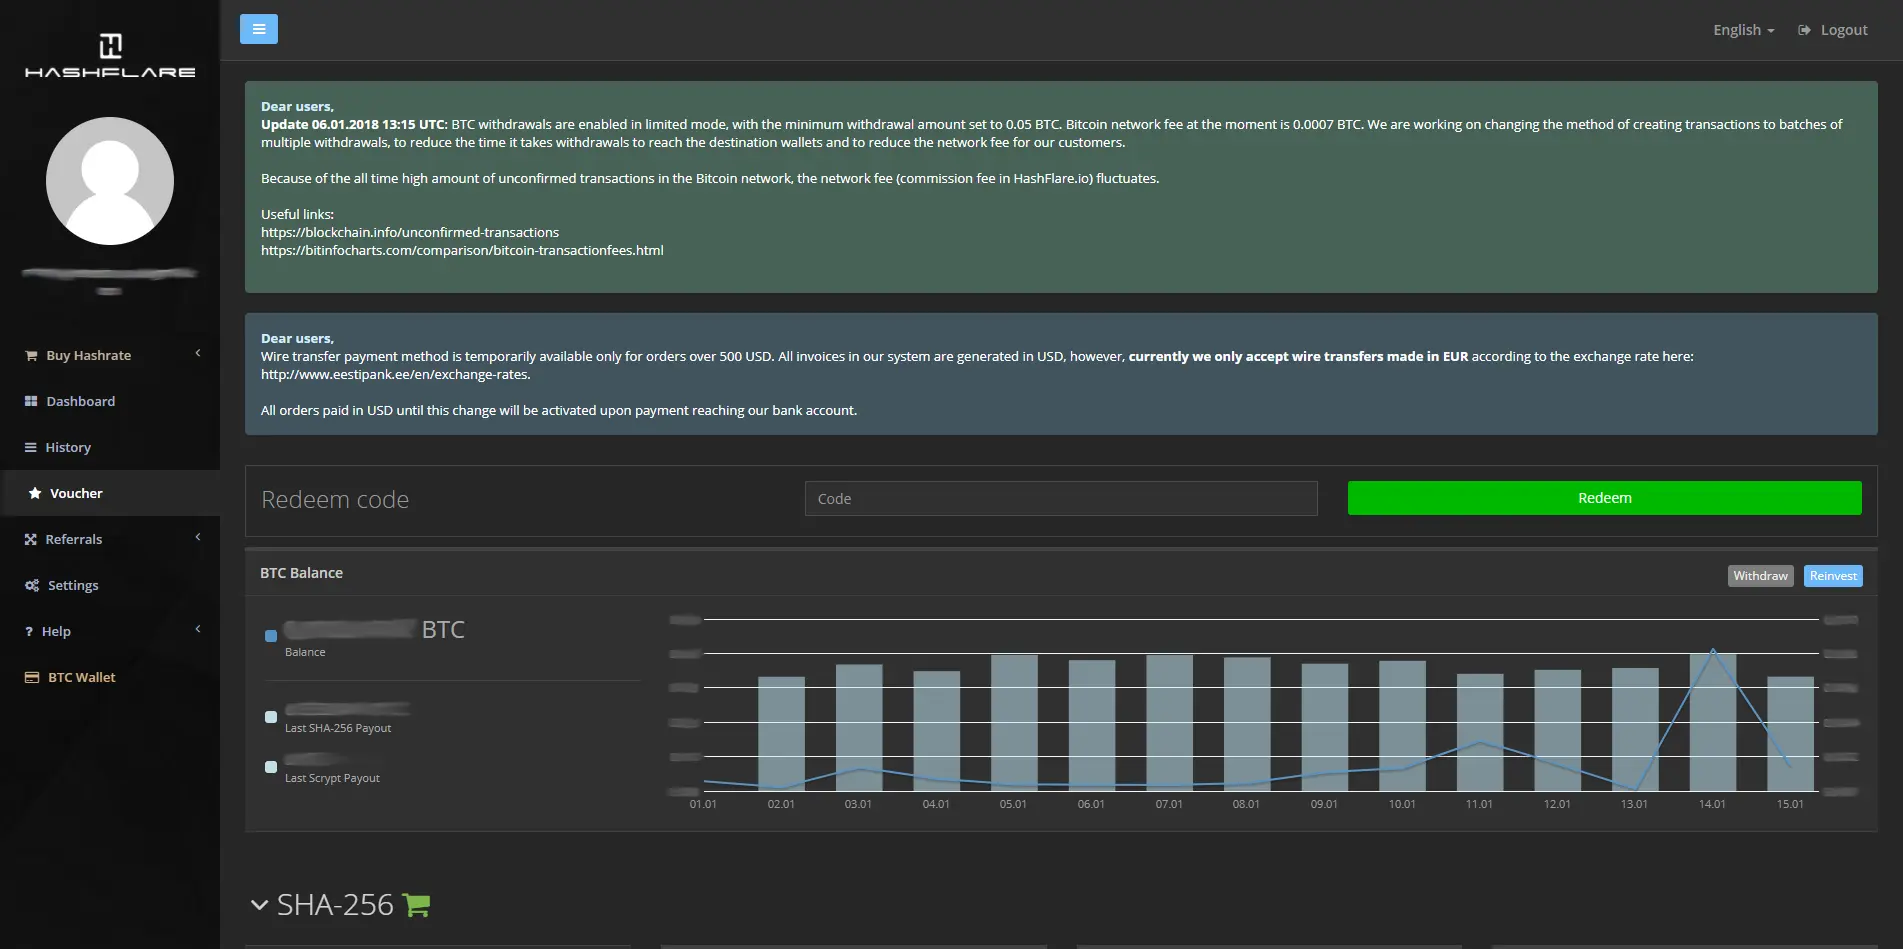 HASHFLARE
English
Logout
Buy Hashrate
Dashboard
History
Voucher
Referrals
Settings
? Help
BTC Wallet
Dear users,
Update 06.01.2018 13:15 UTC: BTC withdrawals are enabled in limited mode, with the minimum withdrawal amount set to 0.05 BTC. Bitcoin network fee at the moment is 0.0007 BTC. We are working on changing the method of creating transactions to batches of
multiple withdrawals, to reduce the time it takes withdrawals to reach the destination wallets and to reduce the network fee for our customers.
Because of the all time high amount of unconfirmed transactions in the Bitcoin network, the network fee (commission fee in HashFlare.io) fluctuates.
Useful links:
https://blockchain.info/unconfirmed-transactions
https://bitinfocharts.com/comparison/bitcoin-transactionfees.html
Dear users,
Wire transfer payment method is temporarily available only for orders over 500 USD. All invoices in our system are generated in USD, however, currently we only accept wire transfers made in EUR according to the exchange rate here:
http://www.eestipank.ee/en/exchange-rates.
All orders paid in USD until this change will be activated upon payment reaching our bank account.
Redeem code
Code
Redeem
BTC Balance
Withdraw
Reinvest
BTC
Balance
Last SHA-256 Payout
Last Scrypt Payout
01.01 02.01 03.01 04.01 05.01 06.01 07.01 08.01 09.01 10.01 11.01 12.01 13.01 14.01 15.01
SHA-256